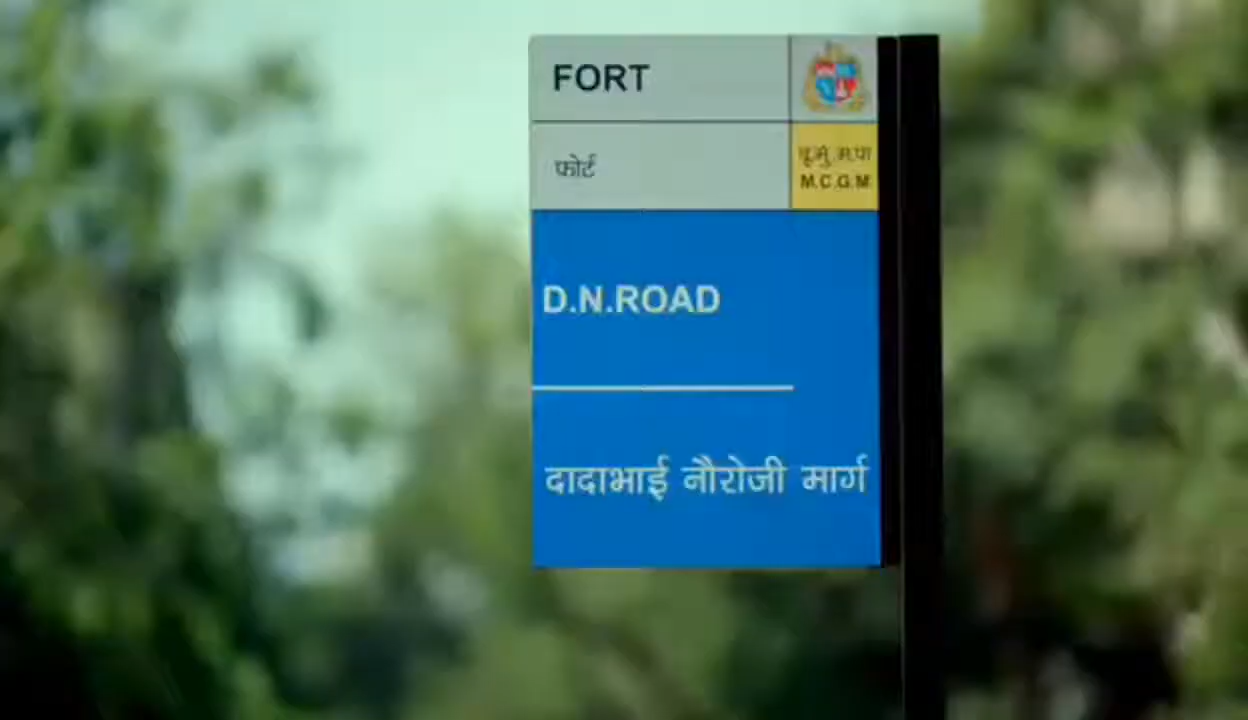 FORT
फोर्ट
बृ.मुं.म.पा
M.C.G.M
D.N.ROAD
दादाभाई नौरोजी मार्ग